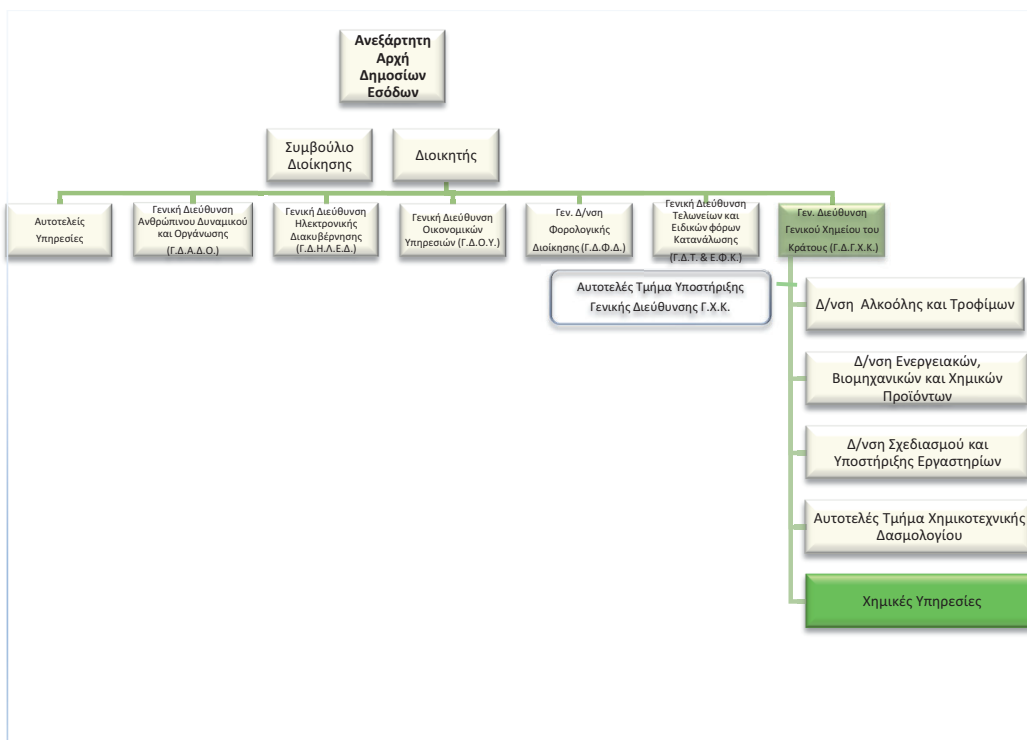 Ανεξάρτητη
Αρχή
Δημοσίων
Εσόδων
Συμβούλιο
Διοίκησης
Διοικητής
Αυτοτελείς
Υπηρεσίες
Γενική Διεύθυνση
Ανθρώπινου Δυναμικού
και Οργάνωσης
(Γ.Δ.Α.Δ.Ο.)
Γενική Διεύθυνση
Ηλεκτρονικής
Διακυβέρνησης
(Γ.Δ.Η.Λ.Ε.Δ.)
Γενική Διεύθυνση
Οικονομικών
Υπηρεσιών (Γ.Δ.Ο.Υ.)
Γεν. Δ/νση
Φορολογικής
Διοίκησης (Γ.Δ.Φ.Δ.)
Γενική Διεύθυνση
Τελωνείων και
Ειδικών φόρων
Κατανάλωσης
(Γ.Δ.Τ. & Ε.Φ.Κ.)
Γεν. Διεύθυνση
Γενικού Χημείου του
Κράτους (Γ.Δ.Γ.Χ.Κ.)
Αυτοτελές Τμήμα Υποστήριξης
Γενικής Διεύθυνσης Γ.Χ.Κ.
Δ/νση Αλκοόλης και Τροφίμων
Δ/νση Ενεργειακών,
Βιομηχανικών και Χημικών
Προϊόντων
Δ/νση Σχεδιασμού και
Υποστήριξης Εργαστηρίων
Αυτοτελές Τμήμα Χημικοτεχνικής
Δασμολογίου
Χημικές Υπηρεσίες